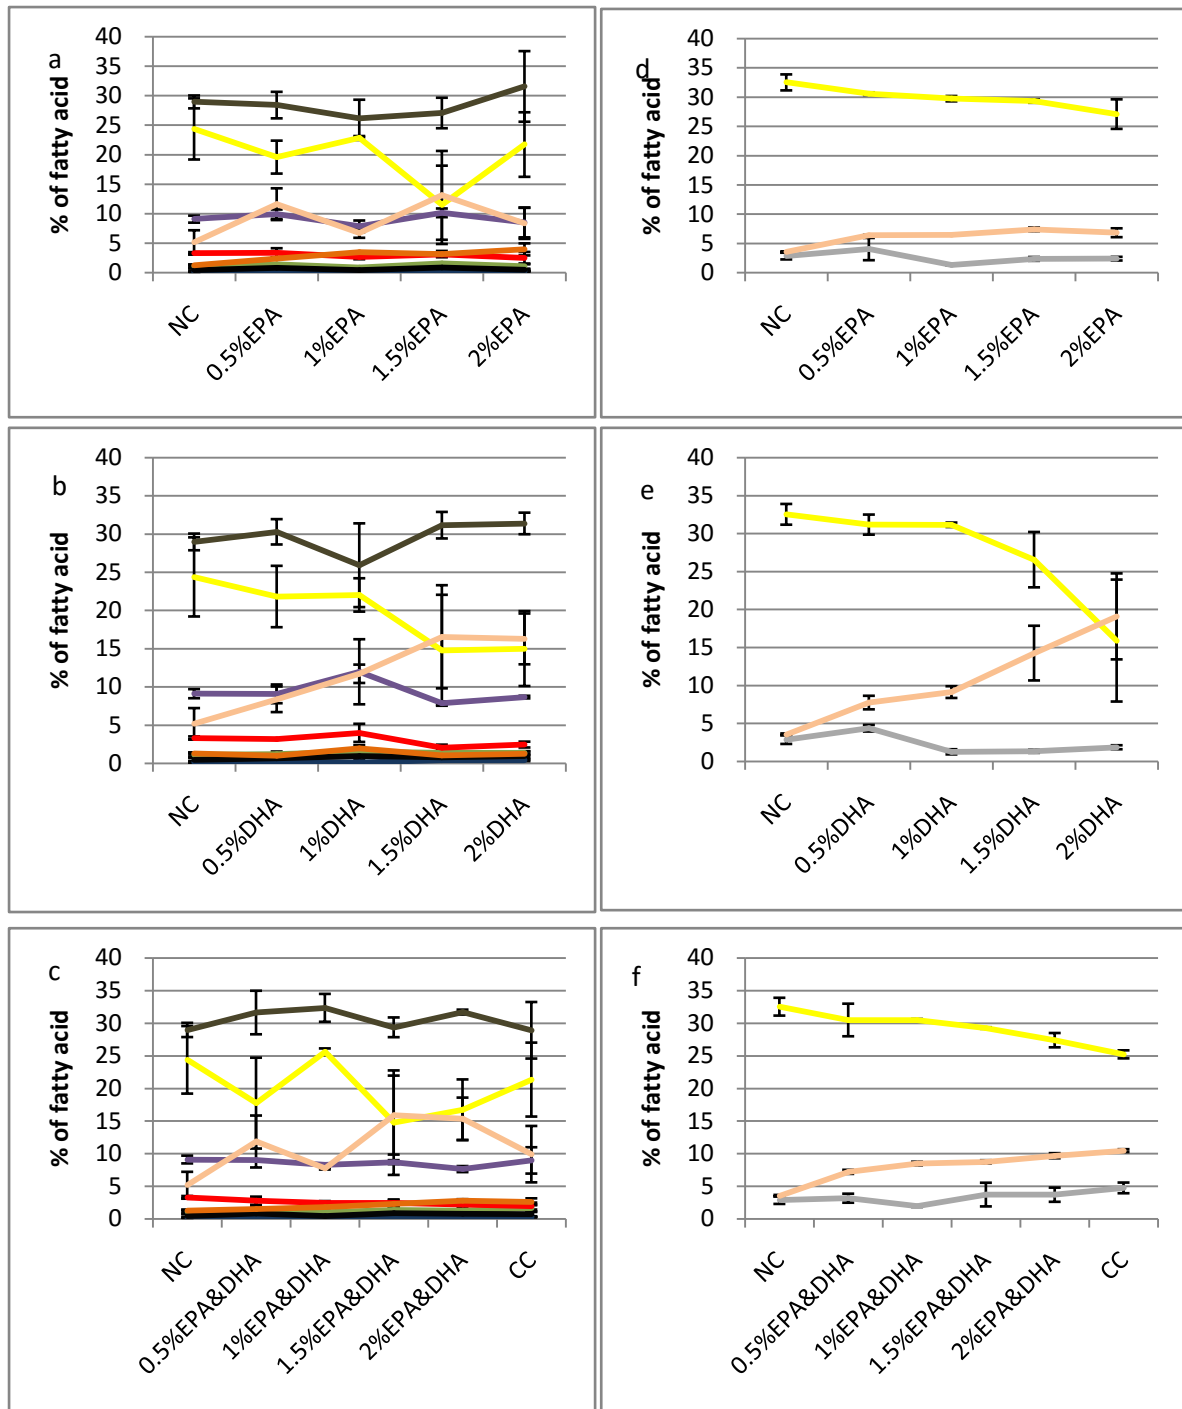 a
% of fatty acid
40
35
30
25
20
15
10
5
0
NC
0.5%EPA
1%EPA
1.5%EPA
2%EPA
d
% of fatty acid
40
35
30
25
20
15
10
5
0
NC
0.5%EPA
1%EPA
1.5%EPA
2%EPA
b
% of fatty acid
40
35
30
25
20
15
10
5
0
NC
0.5%DHA
1%DHA
1.5%DHA
2%DHA
e
% of fatty acid
40
35
30
25
20
15
10
5
0
NC
0.5%DHA
1%DHA
1.5%DHA
2%DHA
c
% of fatty acid
40
35
30
25
20
15
10
5
0
NC
0.5%EPA&DHA
1%EPA&DHA
1.5%EPA&DHA
2%EPA&DHA
CC
f
% of fatty acid
40
35
30
25
20
15
10
5
0
NC
0.5%EPA&DHA
1%EPA&DHA
1.5%EPA&DHA
2%EPA&DHA
CC